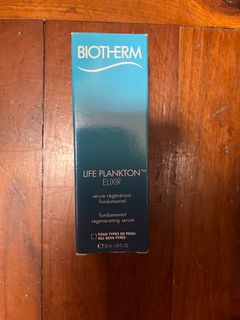 BIOTHERM
LIFE PLANKTON™
ELIXIR
sérum régénérant
fondamental
fundamental
regenerating serum
TOUS TYPES DE PEAU
ALL SKIN TYPES